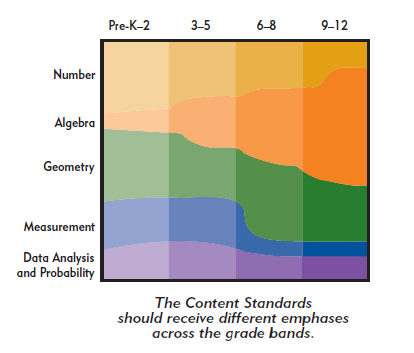 Pre-K–2 3–5 6–8 9–12
Number
Algebra
Geometry
Measurement
Data Analysis
and Probability
The Content Standards
should receive different emphases
across the grade bands.